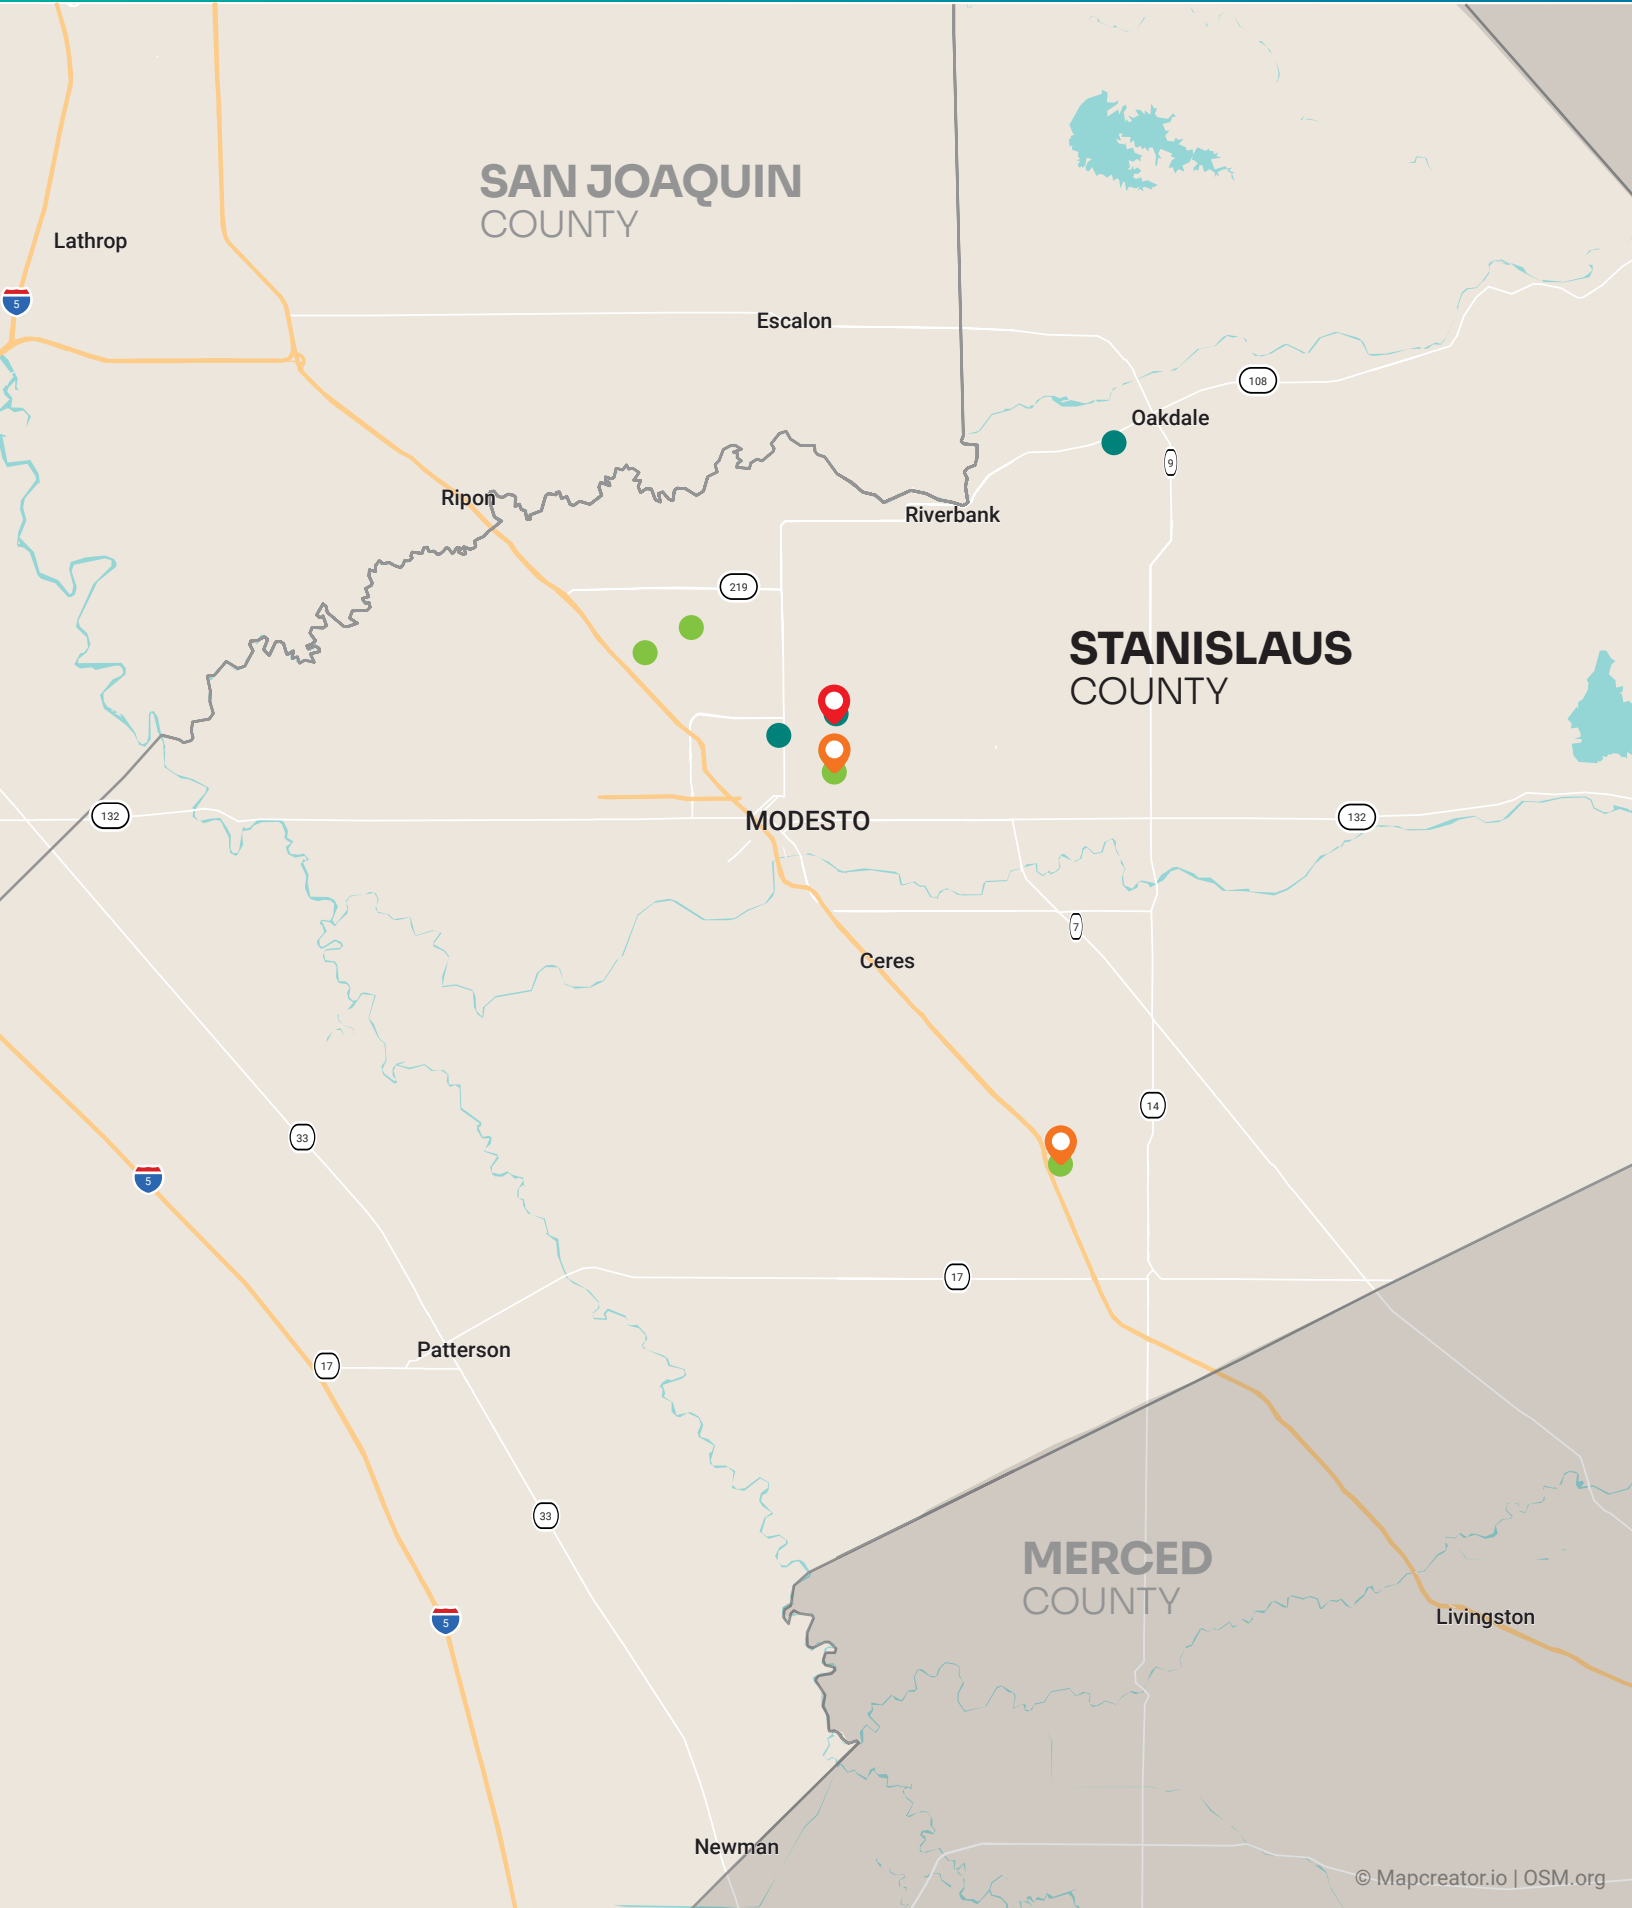 SAN JOAQUIN
COUNTY
Lathrop
5
Escalon
108
Oakdale
9
Ripon
Riverbank
219
STANISLAUS
COUNTY
132
MODESTO
132
7
Ceres
14
33
5
17
Patterson
17
33
MERCED
COUNTY
5
Livingston
Newman
© Mapcreator.io | OSM.org